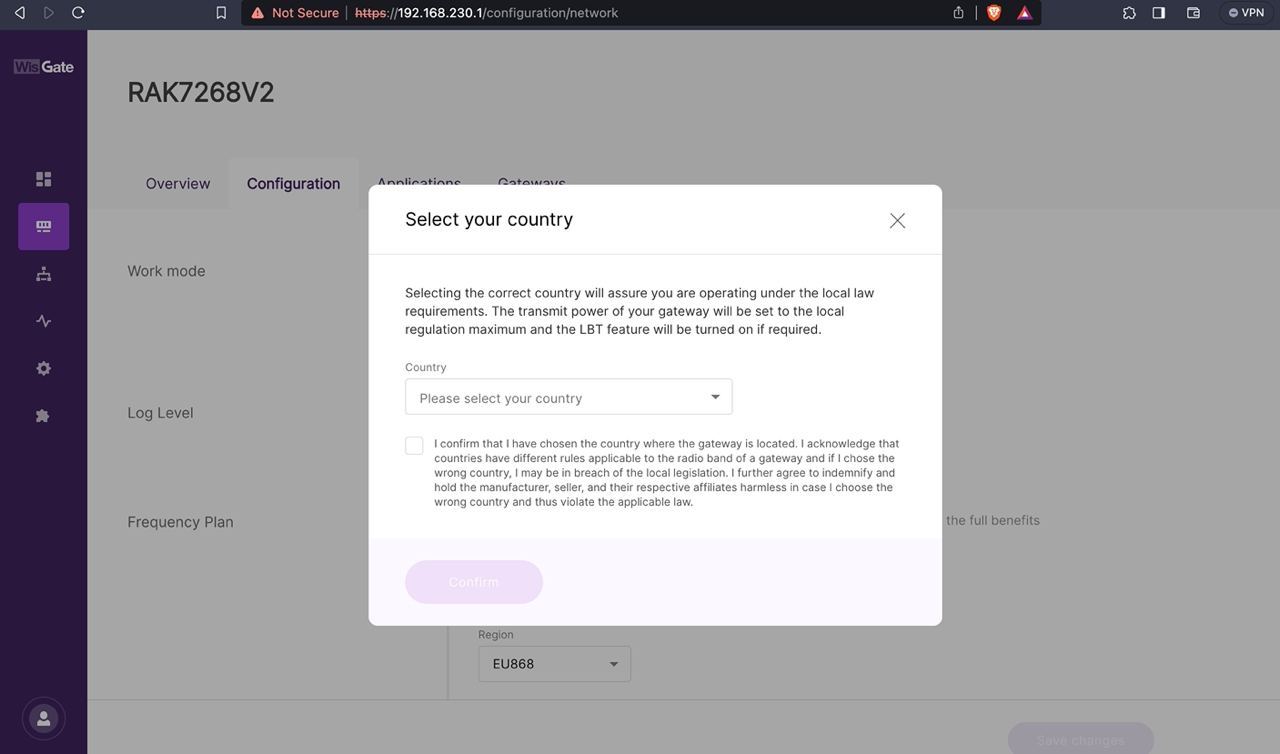 Not Secure https://192.168.230.1/configuration/network VPN
WisGate
RAK7268V2
Overview Configuration Applications Gateways
Select your country
Work mode
Selecting the correct country will assure you are operating under the local law
requirements. The transmit power of your gateway will be set to the local
regulation maximum and the LBT feature will be turned on if required.
Country
Please select your country
Log Level
I confirm that I have chosen the country where the gateway is located. I acknowledge that
countries have different rules applicable to the radio band of a gateway and if I chose the
wrong country, I may be in breach of the local legislation. I further agree to indemnify and
hold the manufacturer, seller, and their respective affiliates harmless in case I choose the
wrong country and thus violate the applicable law.
Frequency Plan
the full benefits
Confirm
Region
EU868
Save changes